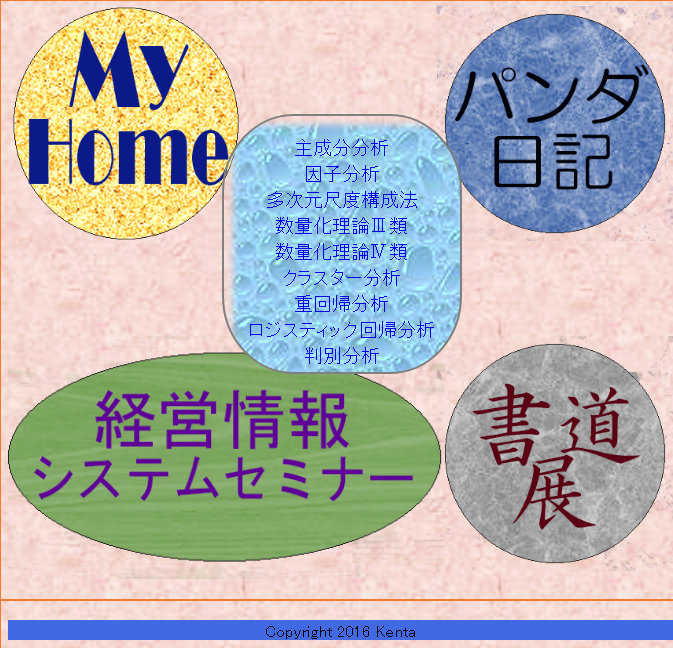 My
Home
パンダ
日記
主成分分析
因子分析
多次元尺度構成法
数量化理論Ⅲ類
数量化理論Ⅳ類
クラスター分析
重回帰分析
ロジスティック回帰分析
判別分析
経営情報
システムセミナー
書道
展
Copyright 2016 Kenta